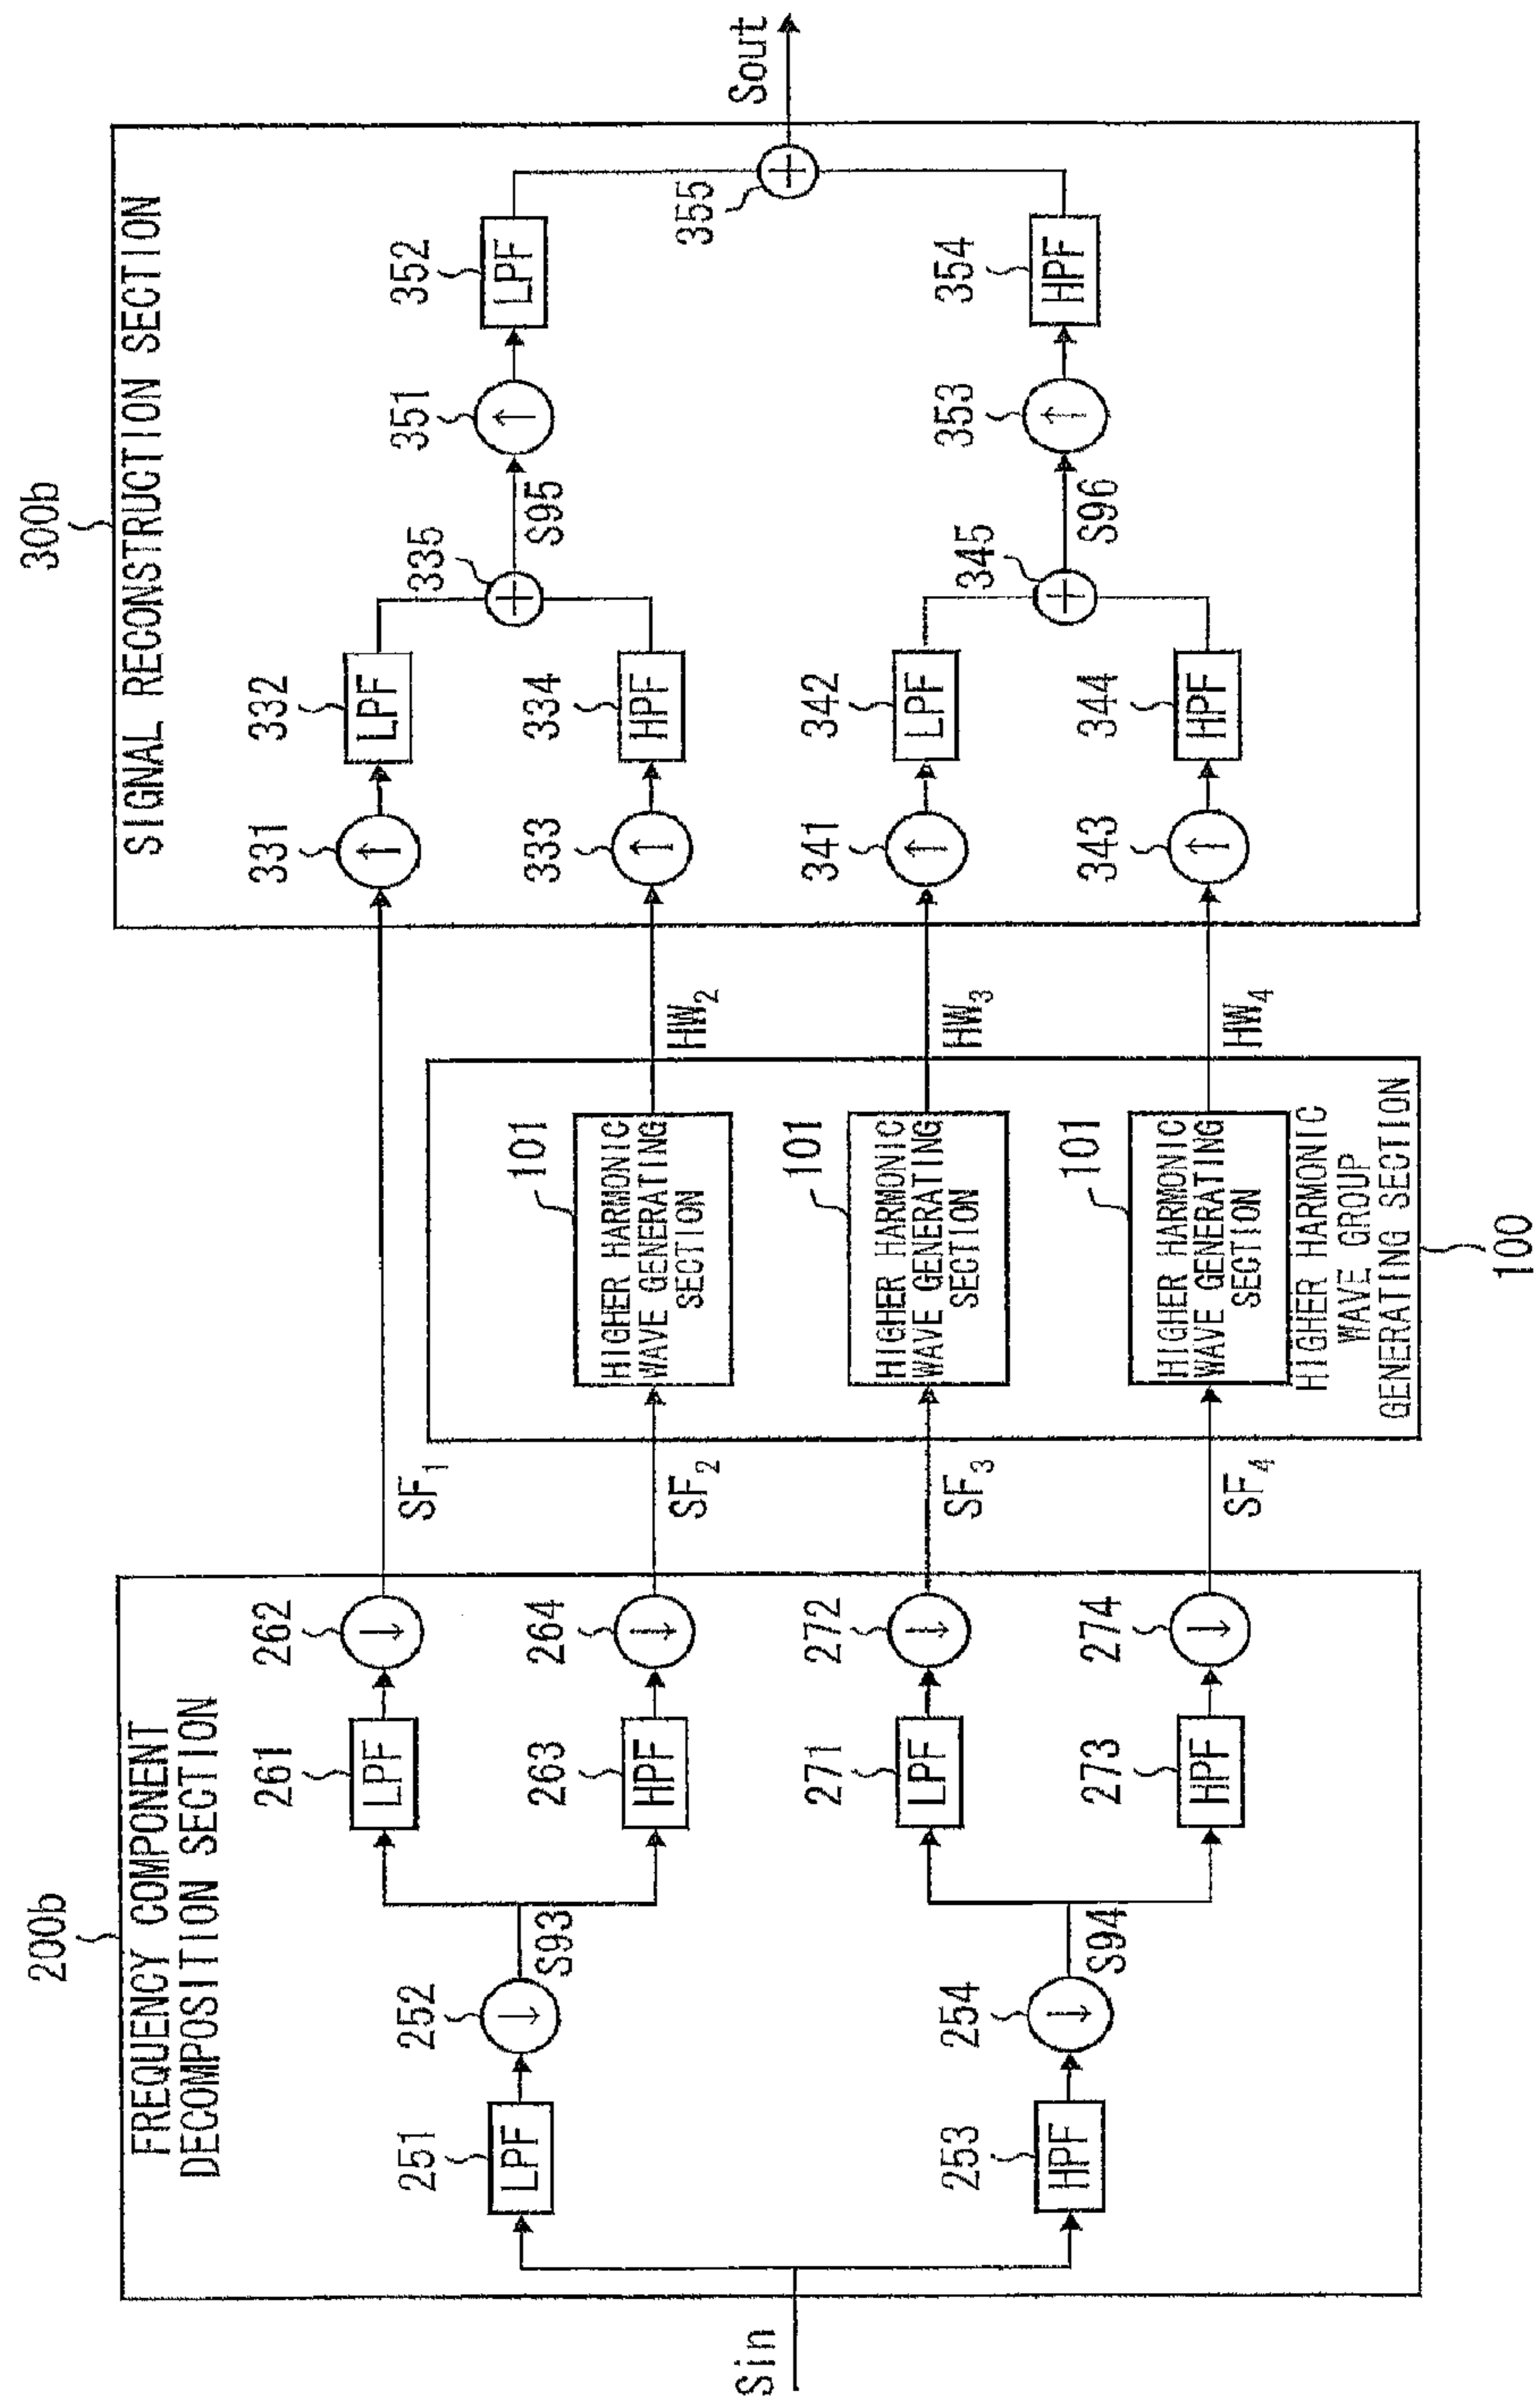 200b
FREQUENCY COMPONENT
DECOMPOSITION SECTION
Sin
251
LPF
252
↓
S93
253
HPF
254
↓
S94
261
LPF
262
↓
263
HPF
264
↓
271
LPF
272
↓
273
HPF
274
↓
SF1
SF2
SF3
SF4
101
HIGHER HARMONIC
WAVE GENERATING
SECTION
101
HIGHER HARMONIC
WAVE GENERATING
SECTION
101
HIGHER HARMONIC
WAVE GENERATING
SECTION
HIGHER HARMONIC
WAVE GROUP
GENERATING SECTION
100
HW2
HW3
HW4
300b
SIGNAL RECONSTRUCTION SECTION
331
↑
332
LPF
333
↑
334
HPF
335
+
S95
341
↑
342
LPF
343
↑
344
HPF
345
+
S96
351
↑
352
LPF
353
↑
354
HPF
355
+
Sout